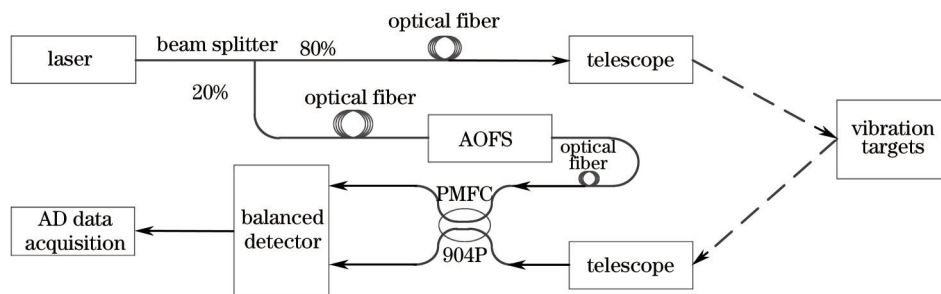 optical fiber
beam splitter
80%
laser
telescope
20%
optical fiber
vibration
targets
AOFS
optical
fiber
PMFC
AD data
acquisition
balanced
detector
904P
telescope